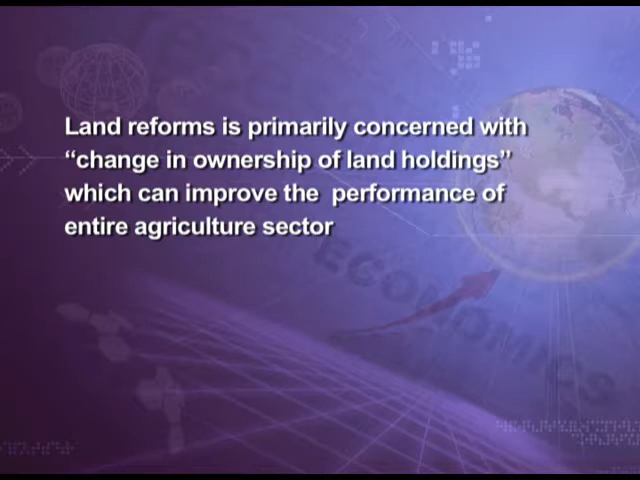 Land reforms is primarily concerned with
“change in ownership of land holdings”
which can improve the  performance of
entire agriculture sector
ECONOMICS